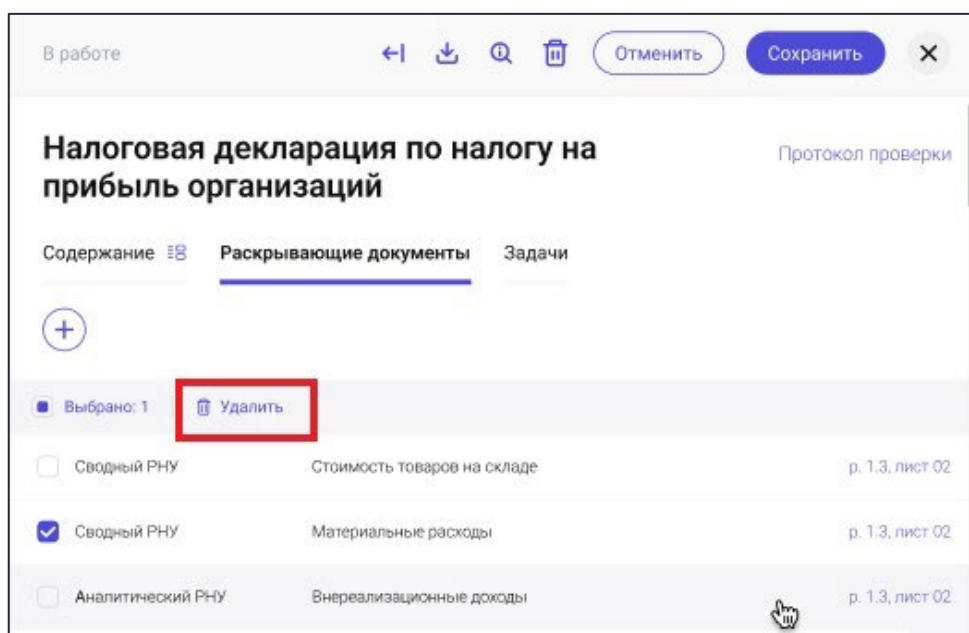 В работе
Отменить
Сохранить
Налоговая декларация по налогу на
прибыль организаций
Протокол проверки
Содержание
Раскрывающие документы
Задачи
Выбрано: 1
Удалить
Сводный РНУ
Стоимость товаров на складе
р. 1.3, лист 02
Сводный РНУ
Материальные расходы
р. 1.3, лист 02
Аналитический РНУ
Внереализационные доходы
р. 1.3, лист 02